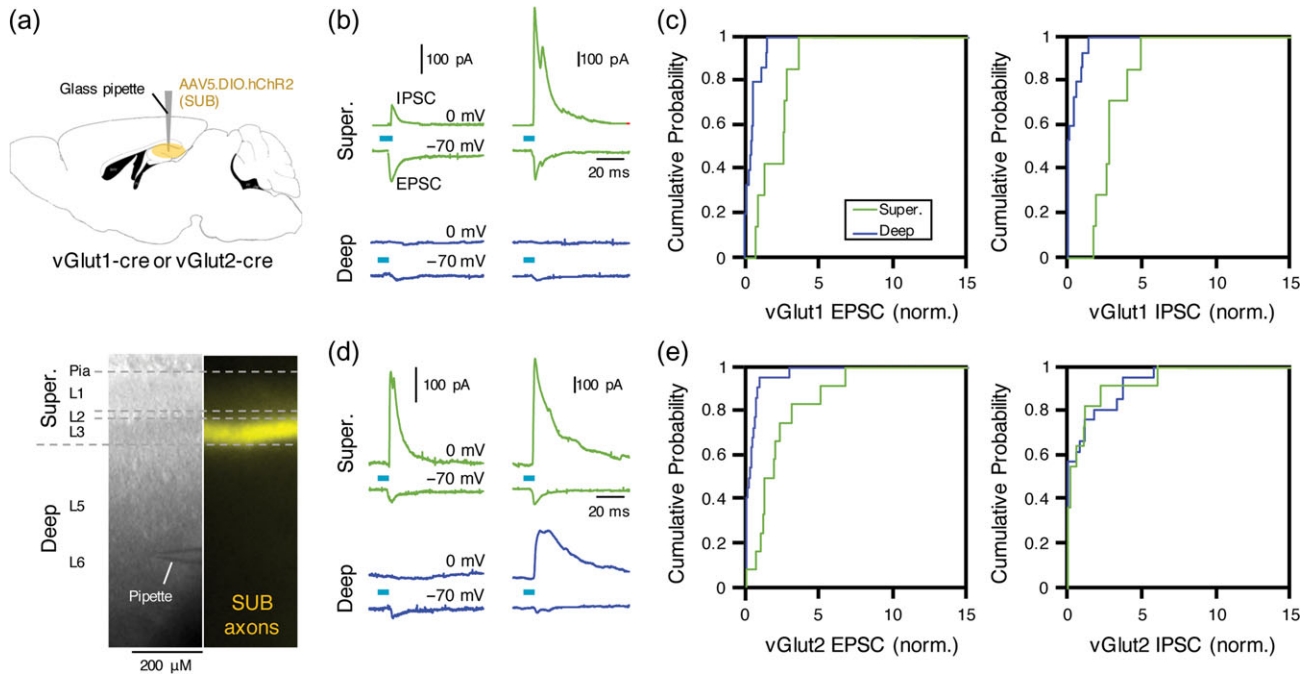 (a)
Glass pipette
AAV5.DIO.hChR2
(SUB)
vGlut1-cre or vGlut2-cre
Super.
Deep
Pia
L1
L2
L3
L5
L6
Pipette
SUB
axons
200 μM
(b)
Super.
100 pA
100 pA
IPSC
0 mV
−70 mV
EPSC
20 ms
Deep
0 mV
−70 mV
(c)
Cumulative Probability
1
0.8
0.6
0.4
0.2
0
0
5
10
15
vGlut1 EPSC (norm.)
Super.
Deep
Cumulative Probability
1
0.8
0.6
0.4
0.2
0
0
5
10
15
vGlut1 IPSC (norm.)
(d)
Super.
100 pA
100 pA
0 mV
−70 mV
20 ms
Deep
0 mV
−70 mV
(e)
Cumulative Probability
1
0.8
0.6
0.4
0.2
0
0
5
10
15
vGlut2 EPSC (norm.)
Cumulative Probability
1
0.8
0.6
0.4
0.2
0
0
5
10
15
vGlut2 IPSC (norm.)